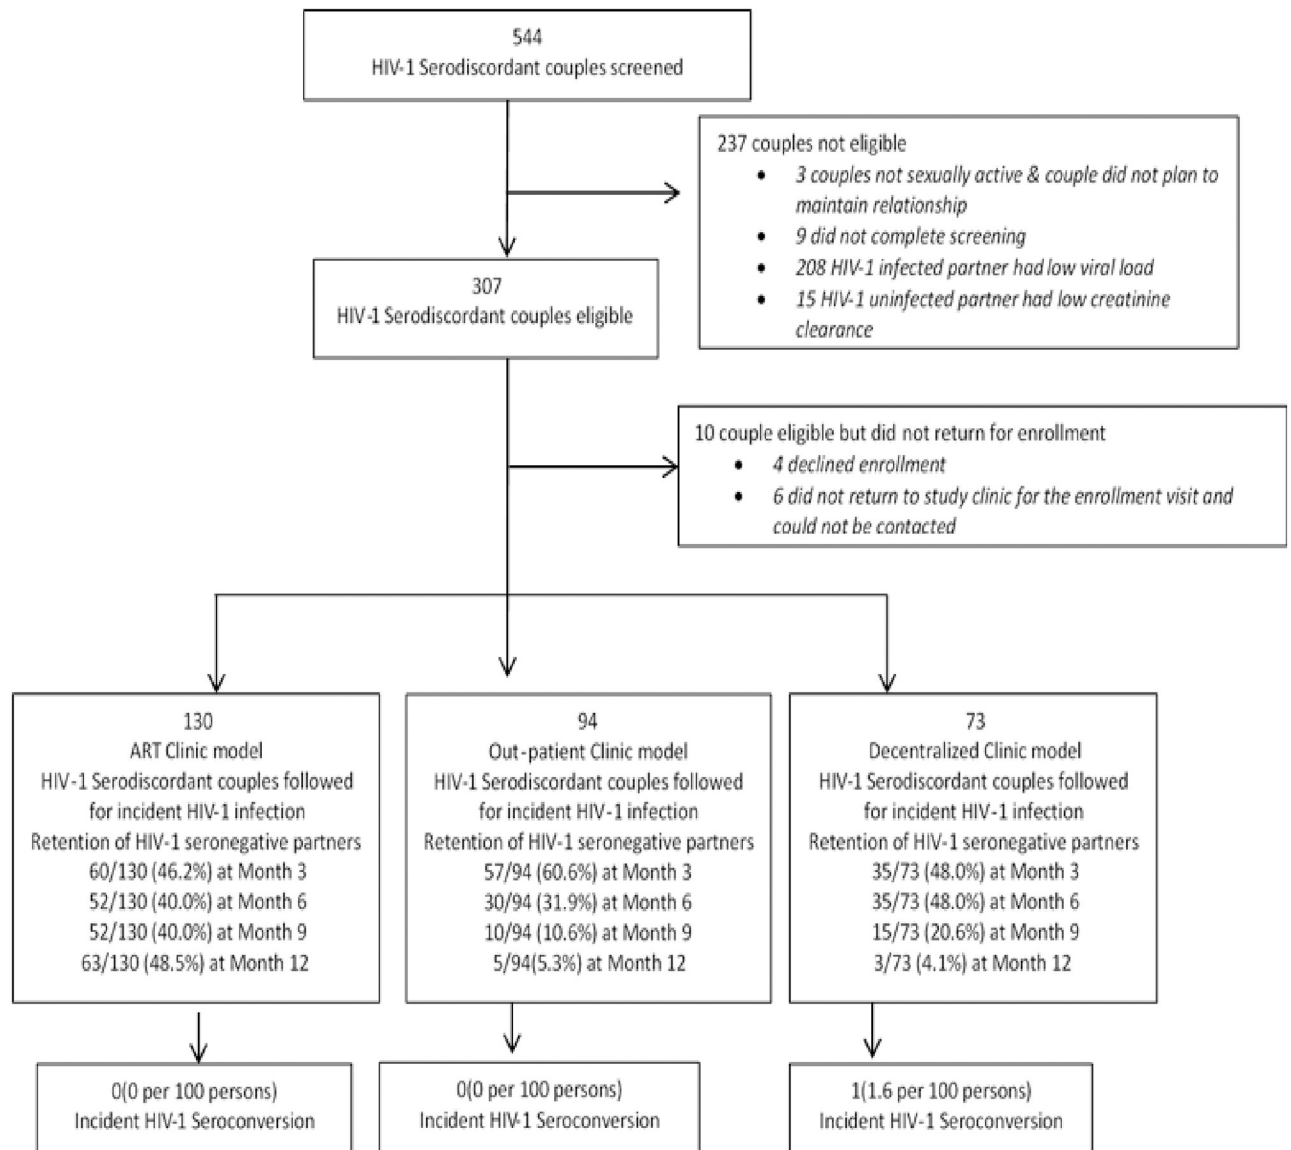 544
HIV-1 Serodiscordant couples screened
237 couples not eligible
• 3 couples not sexually active & couple did not plan to
maintain relationship
• 9 did not complete screening
• 208 HIV-1 infected partner had low viral load
• 15 HIV-1 uninfected partner had low creatinine
clearance
307
HIV-1 Serodiscordant couples eligible
10 couple eligible but did not return for enrollment
• 4 declined enrollment
• 6 did not return to study clinic for the enrollment visit and
could not be contacted
130
ART Clinic model
HIV-1 Serodiscordant couples followed
for incident HIV-1 infection
Retention of HIV-1 seronegative partners
60/130 (46.2%) at Month 3
52/130 (40.0%) at Month 6
52/130 (40.0%) at Month 9
63/130 (48.5%) at Month 12
94
Out-patient Clinic model
HIV-1 Serodiscordant couples followed
for incident HIV-1 infection
Retention of HIV-1 seronegative partners
57/94 (60.6%) at Month 3
30/94 (31.9%) at Month 6
10/94 (10.6%) at Month 9
5/94(5.3%) at Month 12
73
Decentralized Clinic model
HIV-1 Serodiscordant couples followed
for incident HIV-1 infection
Retention of HIV-1 seronegative partners
35/73 (48.0%) at Month 3
35/73 (48.0%) at Month 6
15/73 (20.6%) at Month 9
3/73 (4.1%) at Month 12
0(0 per 100 persons)
Incident HIV-1 Seroconversion
0(0 per 100 persons)
Incident HIV-1 Seroconversion
1(1.6 per 100 persons)
Incident HIV-1 Seroconversion